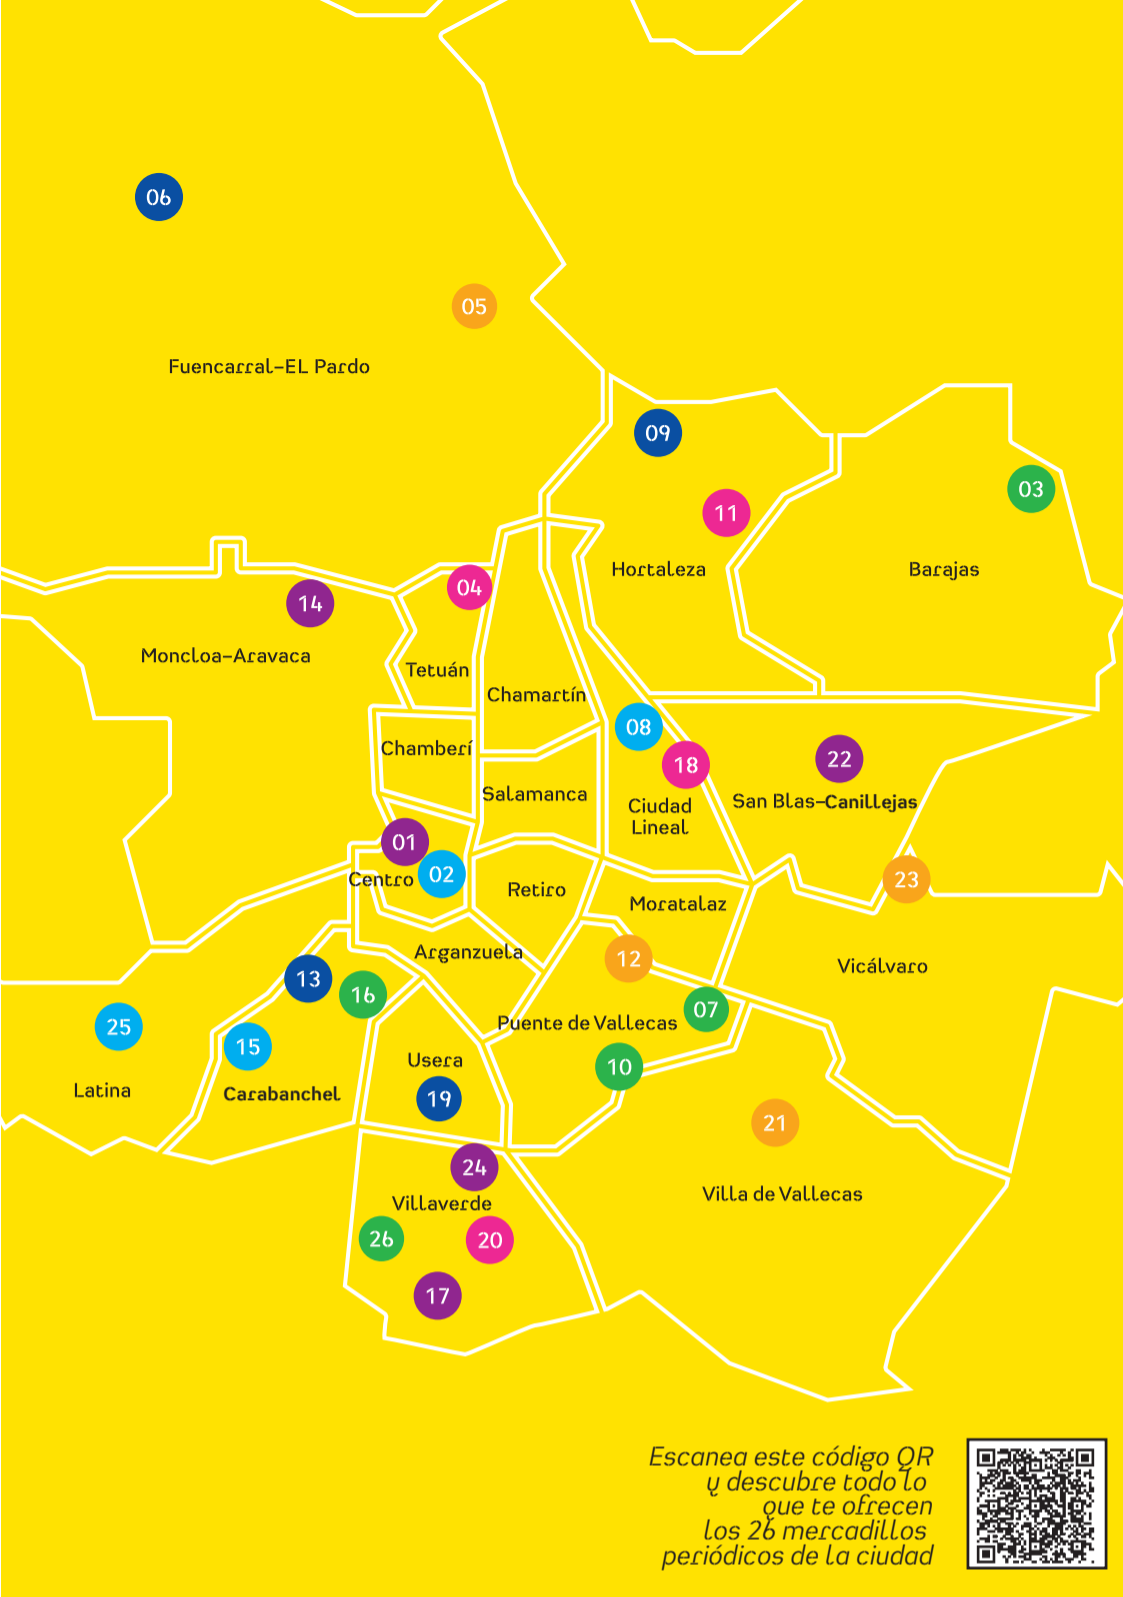 06
05
Fuencarral-EL Pardo
09
03
11
Hortaleza
Barajas
04
14
Moncloa-Aravaca
Tetuán
Chamartín
08
Chamberí
22
18
Salamanca
San Blas-Canillejas
Ciudad
Lineal
01
02
Centro
23
Retiro
Moratalaz
Arganzuela
12
Vicálvaro
13
16
07
25
Puente de Vallecas
15
Usera
10
Latina
Carabanchel
19
21
24
Villa de Vallecas
Villaverde
26
20
17
Escanea este código QR
y descubre todo lo
que te ofrecen
los 26 mercadillos
periódicos de la ciudad